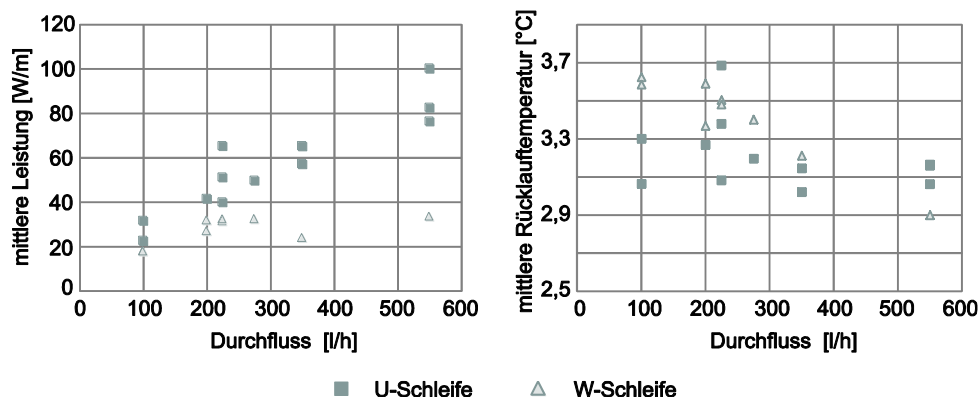 mittlere Leistung [W/m]
120
100
80
60
40
20
0
0 100 200 300 400 500 600
Durchfluss [l/h]
mittlere Rücklauftemperatur [°C]
3,7
3,3
2,9
2,5
0 100 200 300 400 500 600
Durchfluss [l/h]
U-Schleife W-Schleife